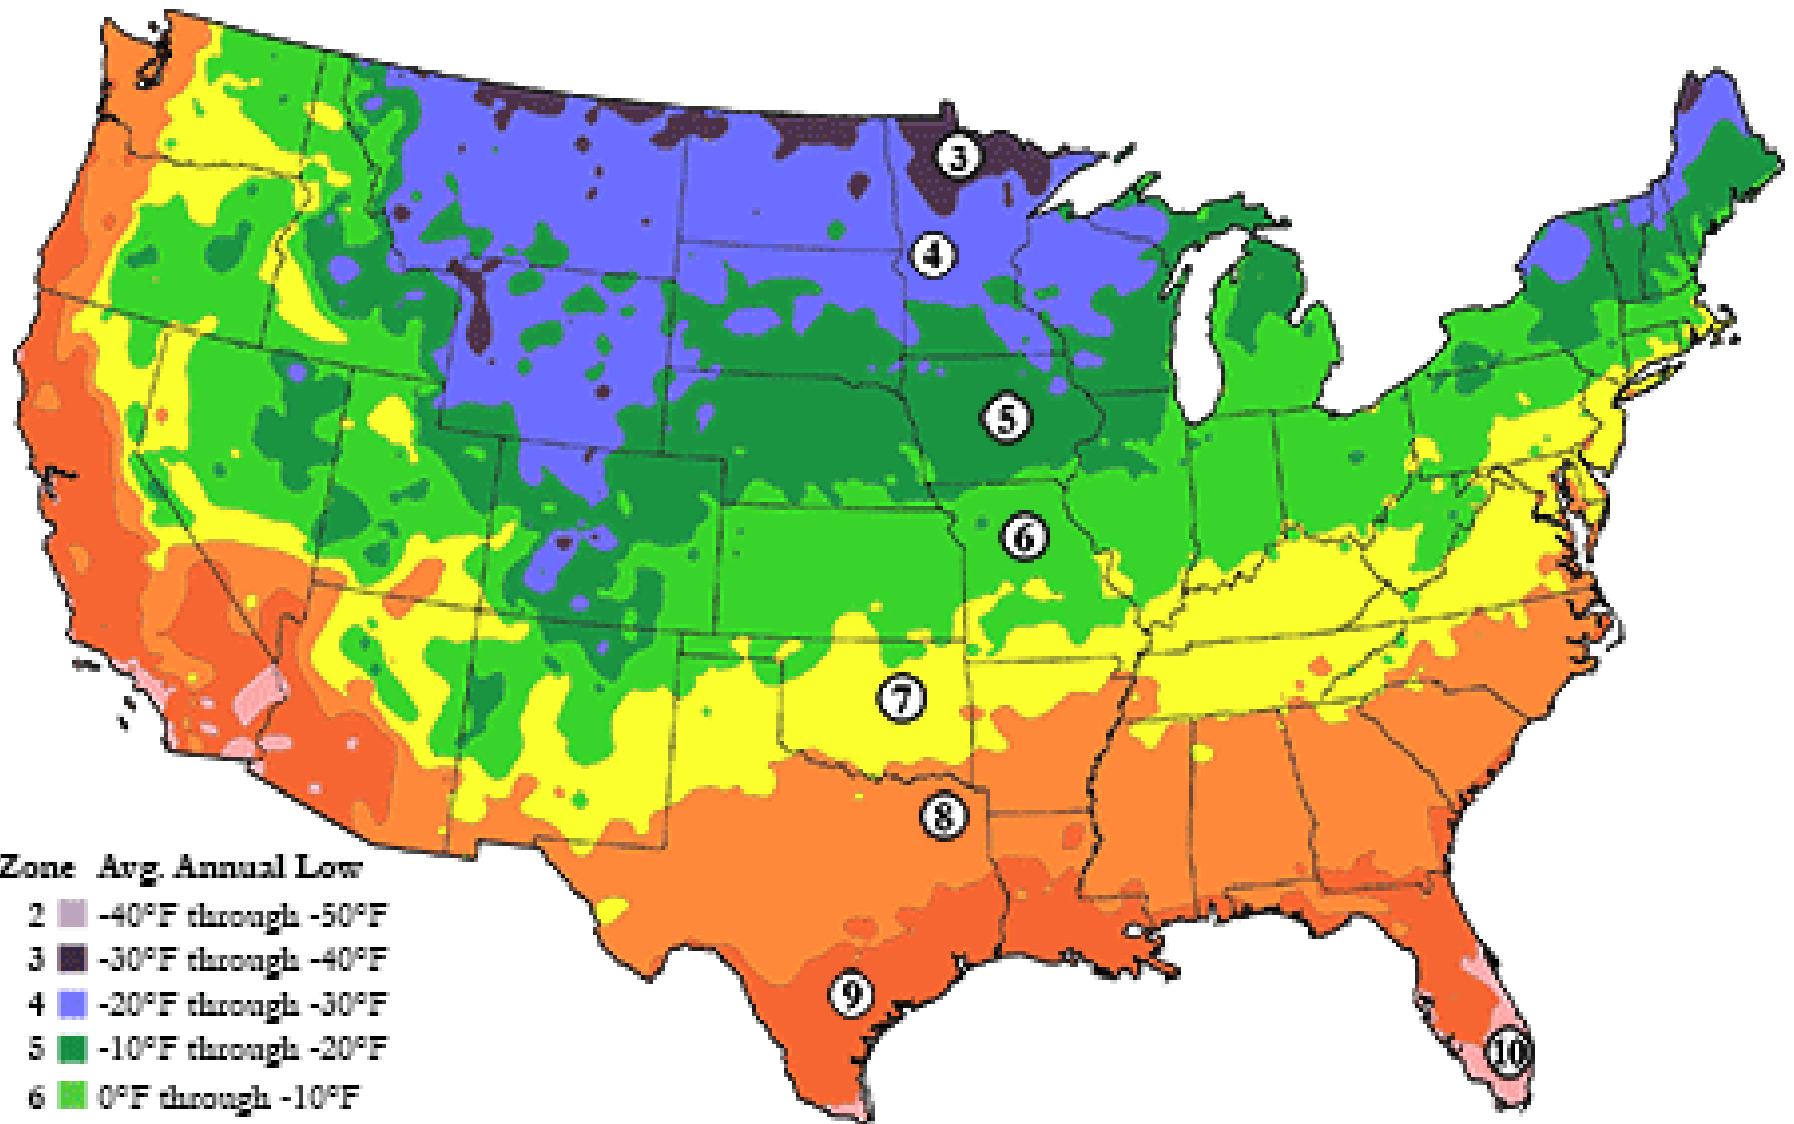 3
4
5
6
7
8
9
10
Zone Avg. Annual Low
2 -40°F through -50°F
3 -30°F through -40°F
4 -20°F through -30°F
5 -10°F through -20°F
6 0°F through -10°F